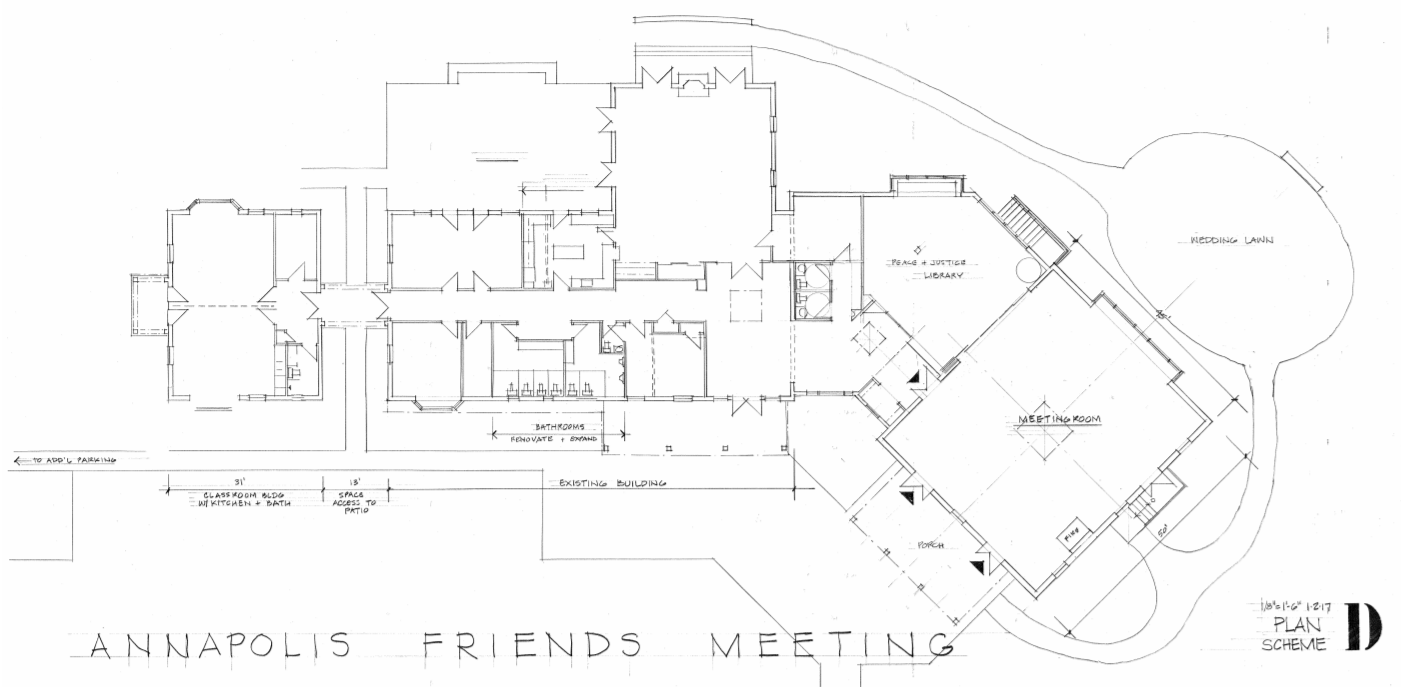 WEDDING LAWN
PEACE + JUSTICE
LIBRARY
MEETING ROOM
BATHROOMS
RENOVATE + EXPAND
TO ADD'L PARKING
31'
CLASSROOM BLDG
W/ KITCHEN + BATH
13'
SPACE
ACCESS TO
PATIO
EXISTING BUILDING
50'
PORCH
1/8"=1'-0" 1-2-17
PLAN
SCHEME
D
ANNAPOLIS FRIENDS MEETING